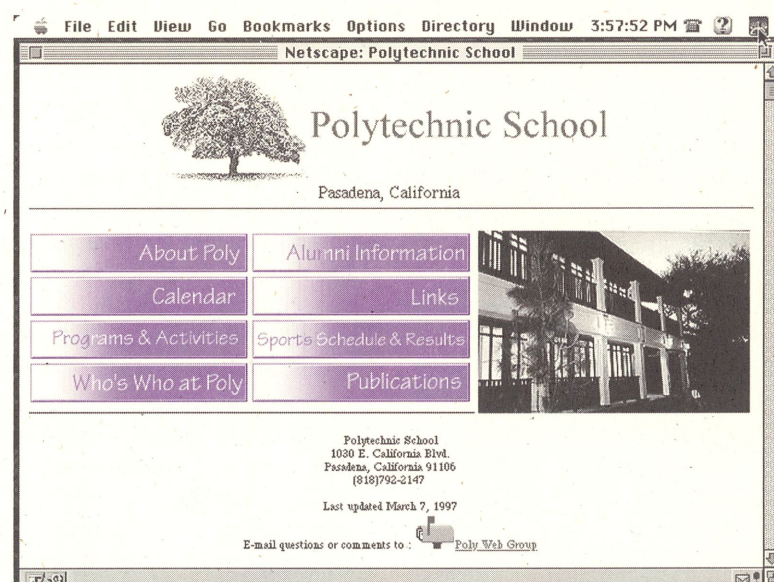 File Edit View Go Bookmarks Options Directory Window 3:57:52 PM
Netscape: Polytechnic School
Polytechnic School
Pasadena, California
About Poly
Alumni Information
Calendar
Links
Programs & Activities
Sports Schedule & Results
Who's Who at Poly
Publications
Polytechnic School
1030 E. California Blvd.
Pasadena, California 91106
(818)792-2147
Last updated March 7, 1997
E-mail questions or comments to : Poly Web Group